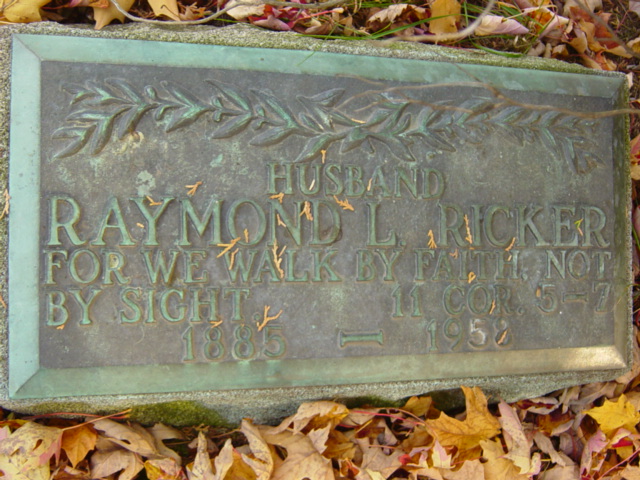 HUSBAND
RAYMOND L. RICKER
FOR WE WALK BY FAITH, NOT
BY SIGHT 11 COR. 5-7
1885 — 1958